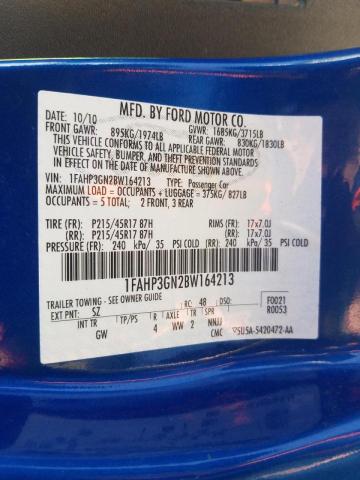 MFD. BY FORD MOTOR CO.
DATE: 10/10 GVWR: 1685KG/3715LB
FRONT GAWR: 895KG/1974LB REAR GAWR: 830KG/1830LB
THIS VEHICLE CONFORMS TO ALL APPLICABLE FEDERAL MOTOR
VEHICLE SAFETY, BUMPER, AND THEFT PREVENTION STANDARDS
IN EFFECT ON THE DATE OF MANUFACTURE SHOWN ABOVE.
VIN: 1FAHP3GN2BW164213 TYPE: Passenger Car
MAXIMUM LOAD = OCCUPANTS + LUGGAGE = 375KG / 827LB
OCCUPANTS = 5 TOTAL; 2 FRONT, 3 REAR
TIRE (FR): P215/45R17 87H RIMS (FR): 17x7.0J
TIRE (RR): P215/45R17 87H (RR): 17x7.0J
PRESSURE (FR): 240 kPa/ 35 PSI COLD (RR): 240 kPa/ 35 PSI COLD
1FAHP3GN2BW164213
TRAILER TOWING - SEE OWNER GUIDE
EXT PNT: SZ RC: 48 DSO: F0021
INT TR TP/PS R AXLE TR SPR R0053
GW 4 WW 2 NNJJ
CMC 5U5A-5420472-AA